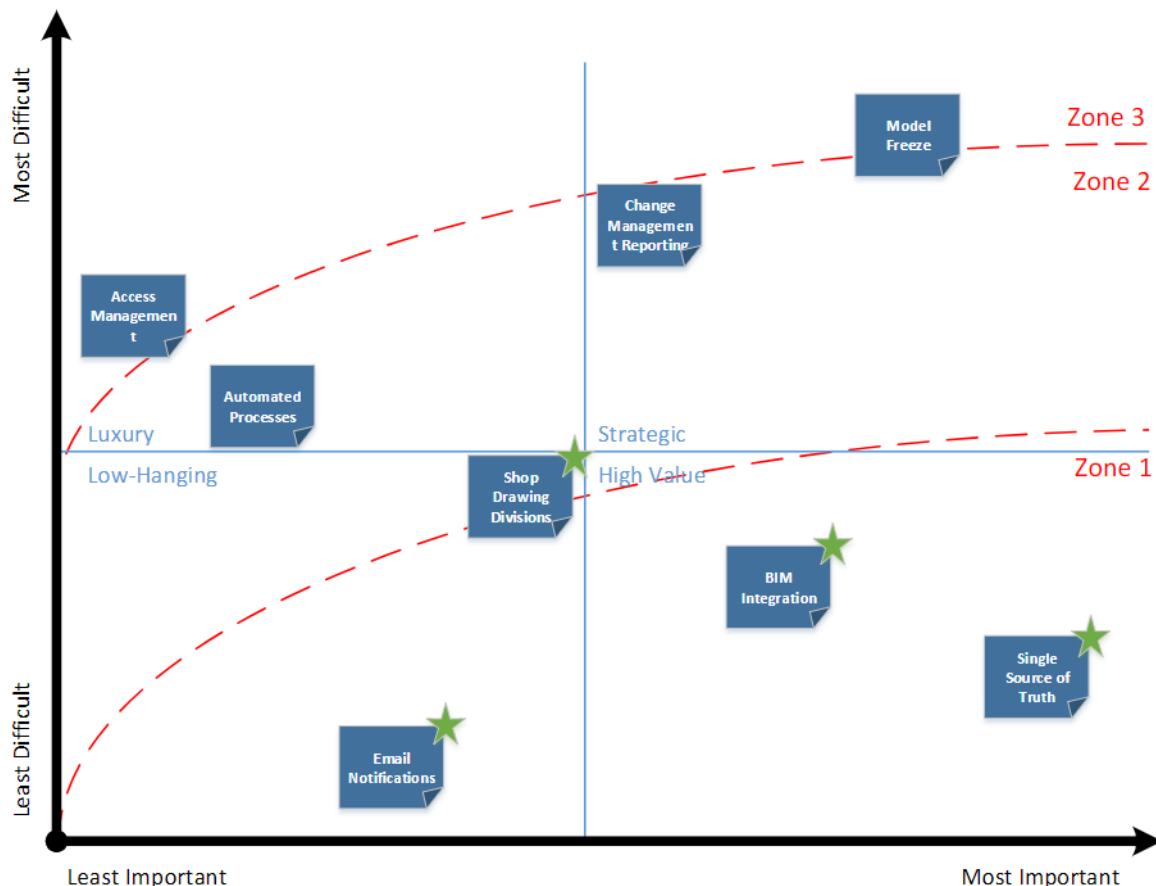 Most Difficult
Zone 3
Model
Freeze
Zone 2
Change
Managemen
t Reporting
Access
Managemen
t
Automated
Processes
Luxury
Strategic
Low-Hanging
High Value
Zone 1
Shop
Drawing
Divisions
BIM
Integration
Single
Source of
Truth
Least Difficult
Email
Notifications
Least Important
Most Important